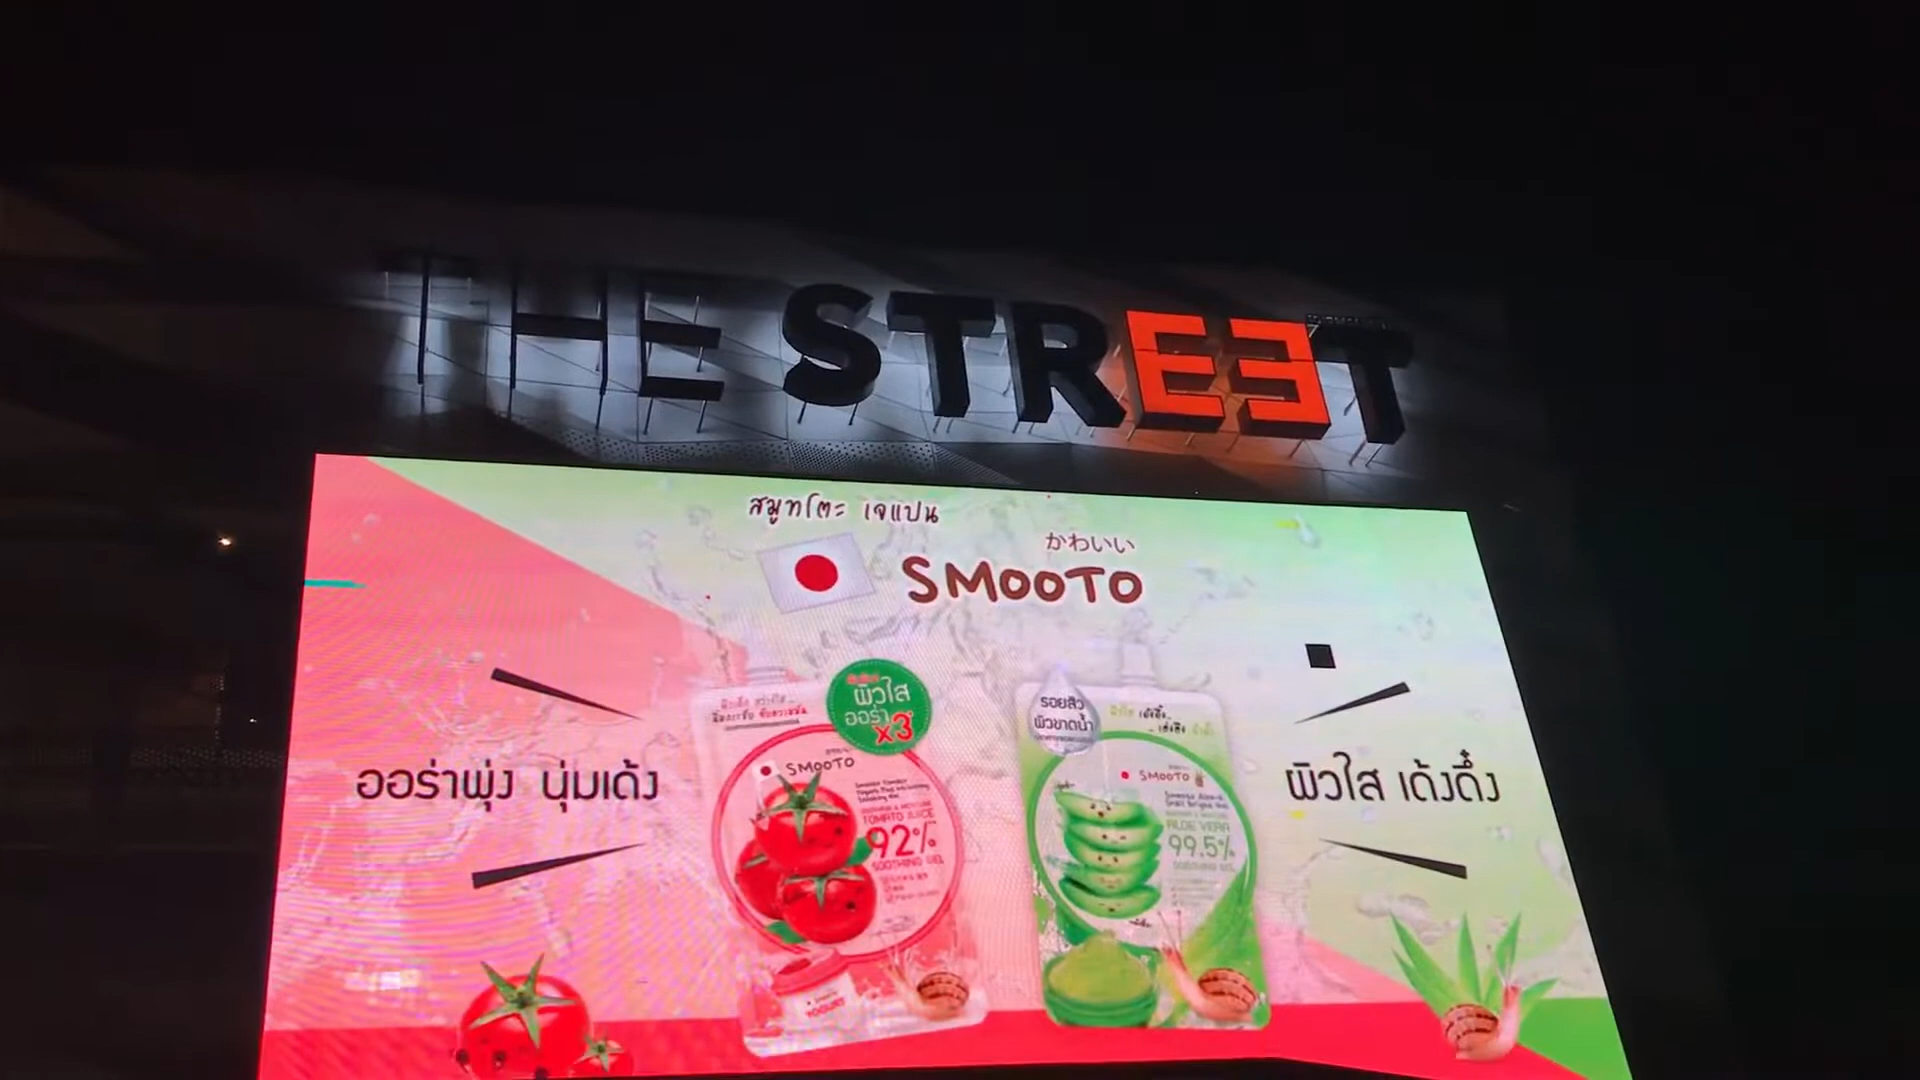 THE STREET
สมูทโตะ เจแปน
かわいい
SMOOTO
ผิวใส
ออร่า
x3
SMOOTO
TOMATO JUICE
92%
SOOTHING GEL
YOGURT
ออร่าพุ่ง นุ่มเด้ง
รอยสิว
ผิวขาดน้ำ
SMOOTO
ALOE VERA
99.5%
SOOTHING GEL
ผิวใส เด้งดึ๋ง